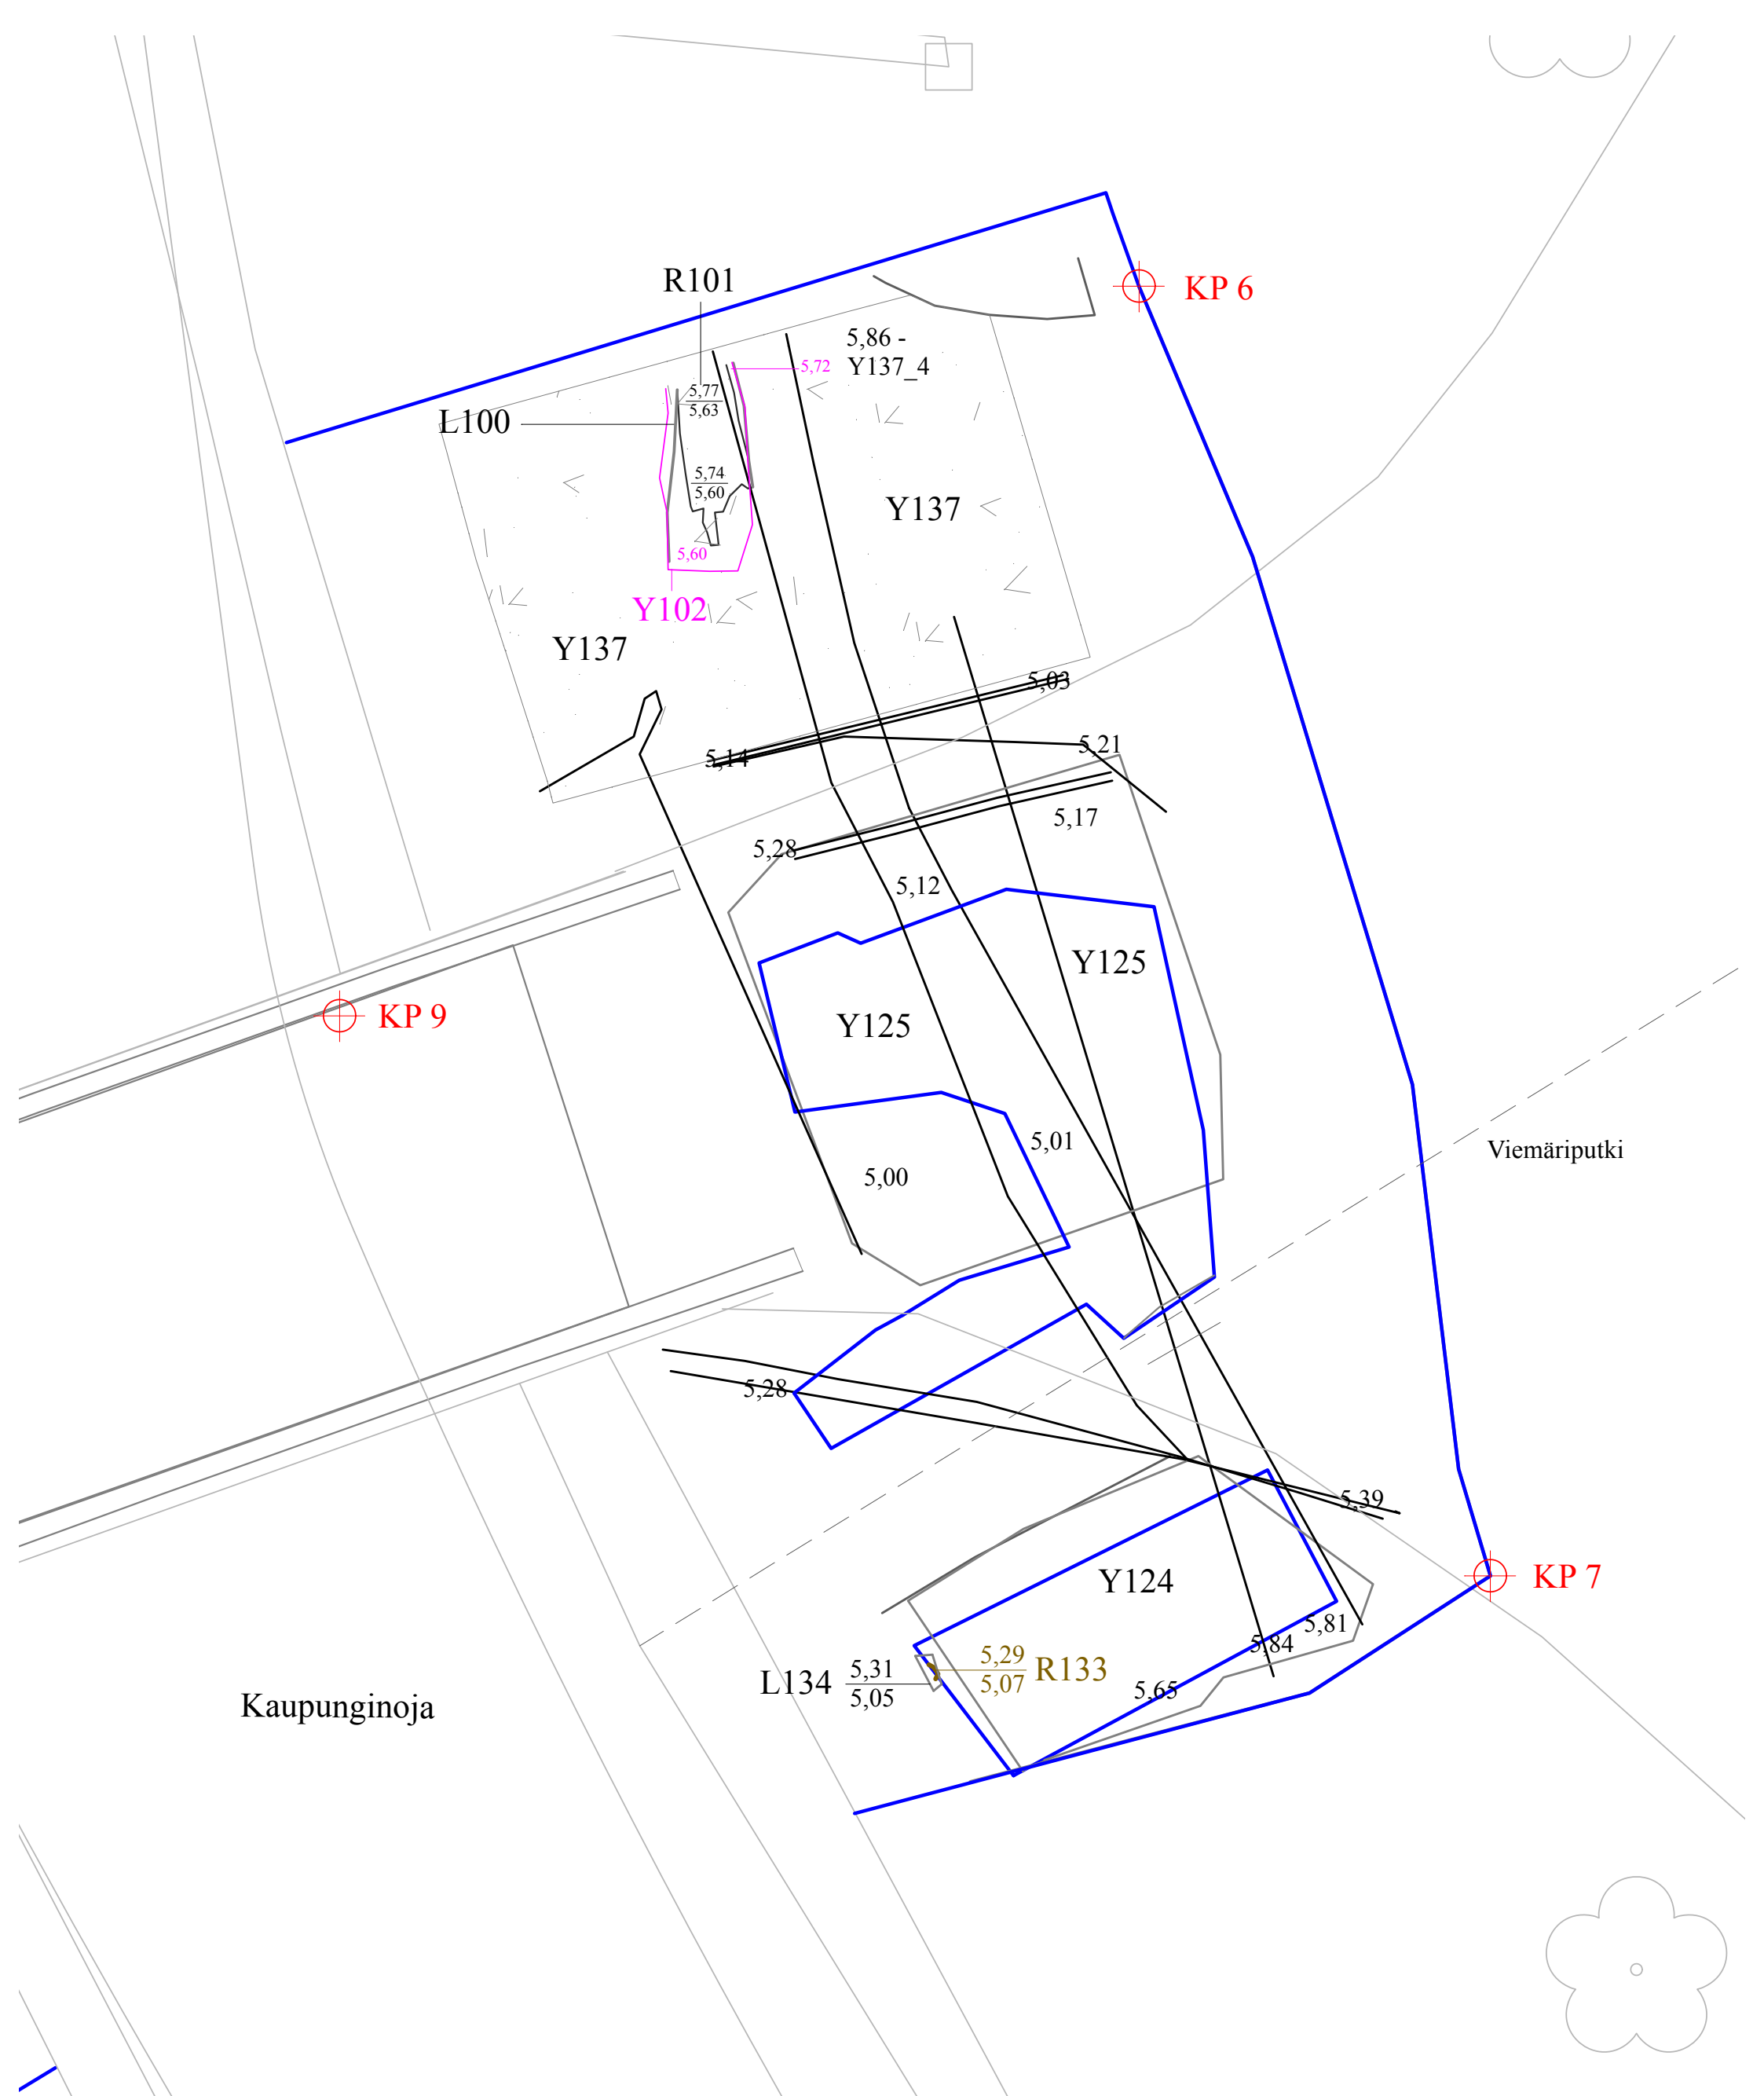 R101
KP 6
5,86 -
Y137_4
5,72
5,77
5,63
L100
5,74
5,60
Y137
5,60
Y102
Y137
5,03
5,14
5,21
5,17
5,28
5,12
Y125
KP 9
Y125
5,01
Viemäriputki
5,00
5,28
5,39
Y124
KP 7
5,81
5,84
5,29
5,07
R133
L134
5,31
5,05
5,65
Kaupunginoja